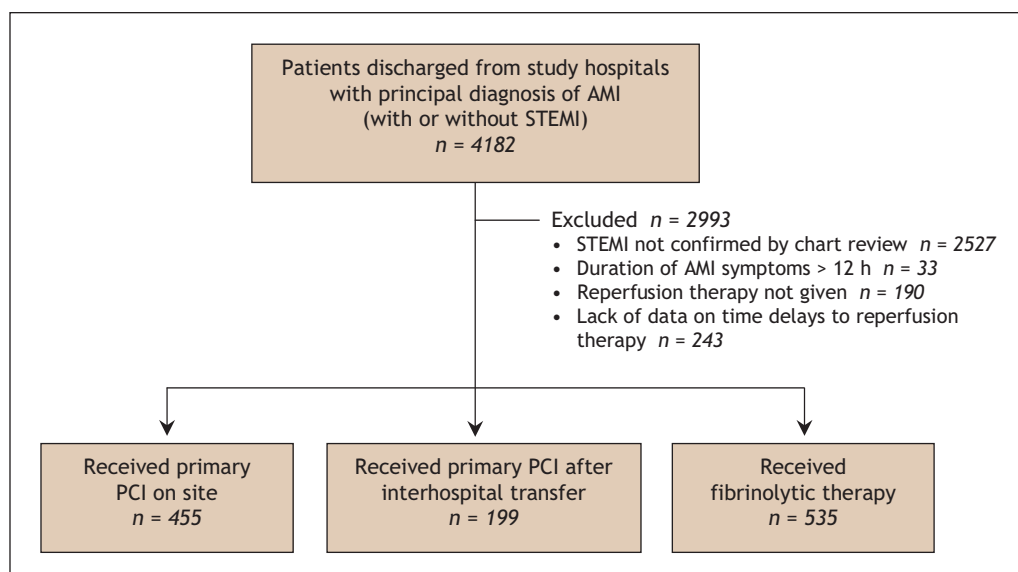 Patients discharged from study hospitals
with principal diagnosis of AMI
(with or without STEMI)
n = 4182
Excluded n = 2993
• STEMI not confirmed by chart review n = 2527
• Duration of AMI symptoms > 12 h n = 33
• Reperfusion therapy not given n = 190
• Lack of data on time delays to reperfusion
therapy n = 243
Received primary
PCI on site
n = 455
Received primary PCI after
interhospital transfer
n = 199
Received
fibrinolytic therapy
n = 535